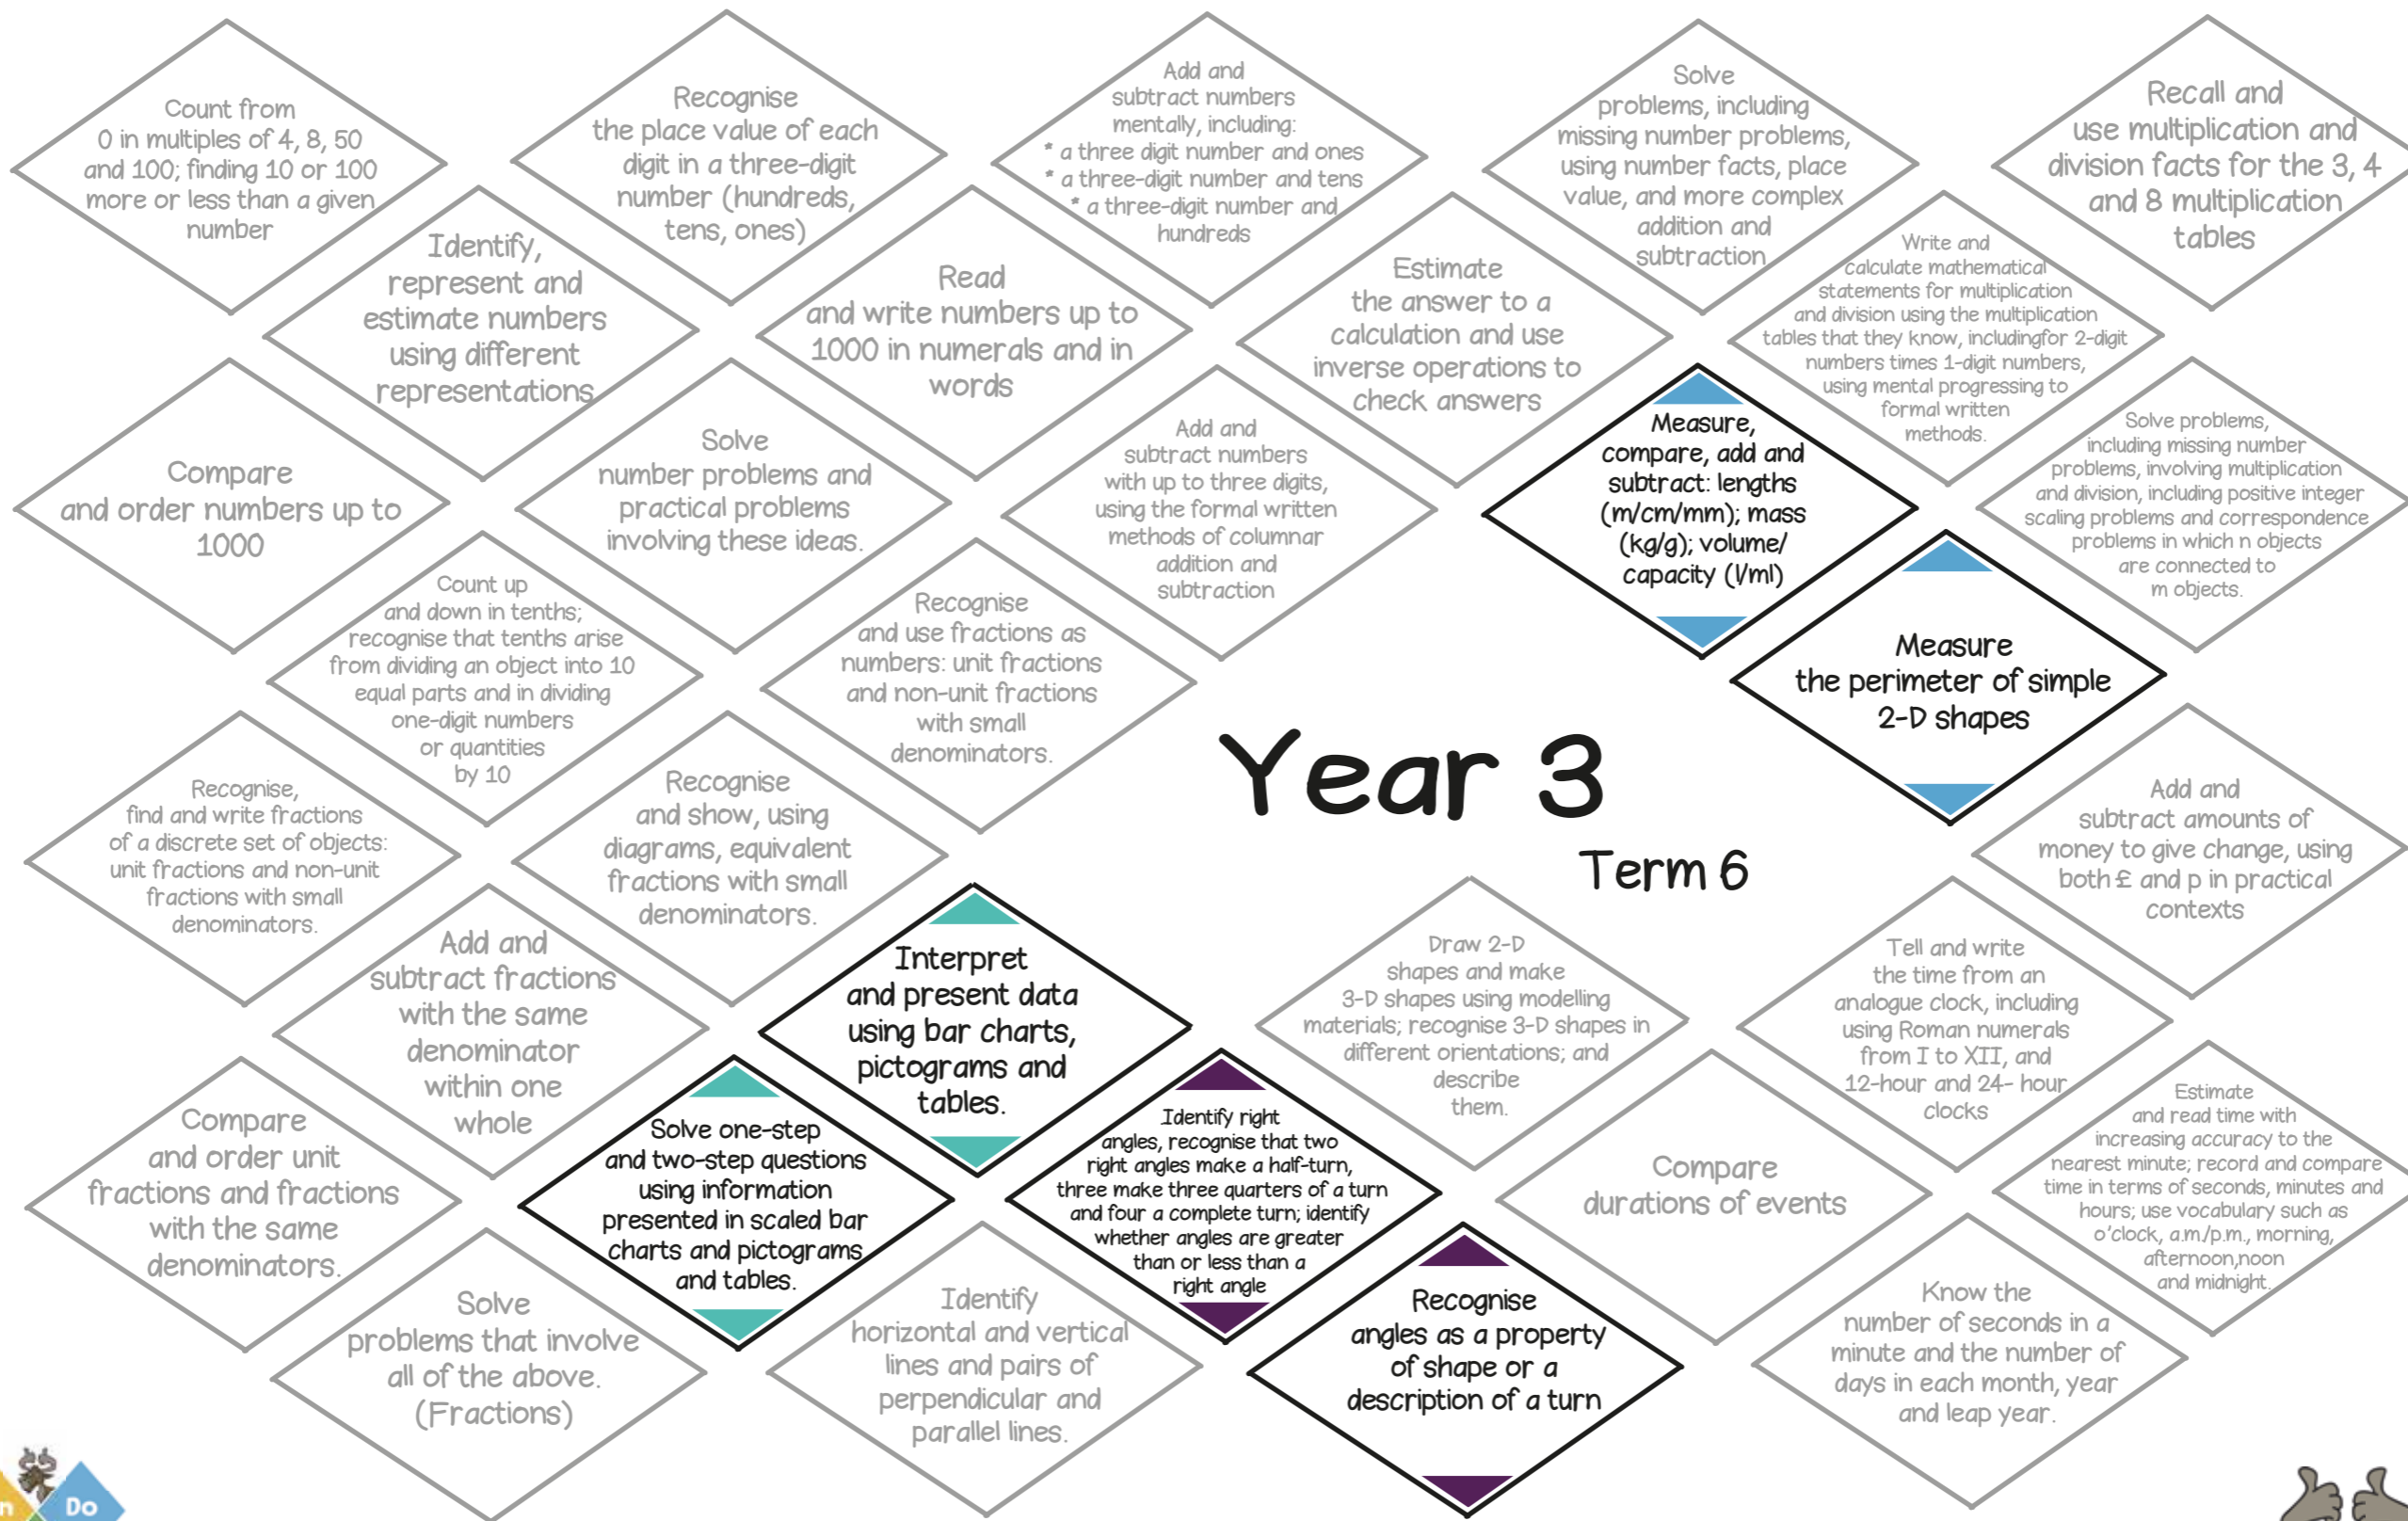 Count from
0 in multiples of 4, 8, 50
and 100; finding 10 or 100
more or less than a given
number
Recognise
the place value of each
digit in a three-digit
number (hundreds,
tens, ones)
Add and
subtract numbers
mentally, including:
* a three digit number and ones
* a three-digit number and tens
* a three-digit number and
hundreds
Solve
problems, including
missing number problems,
using number facts, place
value, and more complex
addition and
subtraction
Recall and
use multiplication and
division facts for the 3, 4
and 8 multiplication
tables
Identify,
represent and
estimate numbers
using different
representations
Read
and write numbers up to
1000 in numerals and in
words
Estimate
the answer to a
calculation and use
inverse operations to
check answers
Write and
calculate mathematical
statements for multiplication
and division using the multiplication
tables that they know, includingfor 2-digit
numbers times 1-digit numbers,
using mental progressing to
formal written
methods.
Compare
and order numbers up to
1000
Solve
number problems and
practical problems
involving these ideas.
Add and
subtract numbers
with up to three digits,
using the formal written
methods of columnar
addition and
subtraction
Measure,
compare, add and
subtract: lengths
(m/cm/mm); mass
(kg/g); volume/
capacity (l/ml)
Solve problems,
including missing number
problems, involving multiplication
and division, including positive integer
scaling problems and correspondence
problems in which n objects
are connected to
m objects.
Count up
and down in tenths;
recognise that tenths arise
from dividing an object into 10
equal parts and in dividing
one-digit numbers
or quantities
by 10
Recognise
and use fractions as
numbers: unit fractions
and non-unit fractions
with small
denominators.
Measure
the perimeter of simple
2-D shapes
Year 3
Term 6
Recognise,
find and write fractions
of a discrete set of objects:
unit fractions and non-unit
fractions with small
denominators.
Recognise
and show, using
diagrams, equivalent
fractions with small
denominators.
Add and
subtract amounts of
money to give change, using
both £ and p in practical
contexts
Add and
subtract fractions
with the same
denominator
within one
whole
Interpret
and present data
using bar charts,
pictograms and
tables.
Draw 2-D
shapes and make
3-D shapes using modelling
materials; recognise 3-D shapes in
different orientations; and
describe
them.
Tell and write
the time from an
analogue clock, including
using Roman numerals
from I to XII, and
12-hour and 24- hour
clocks
Compare
and order unit
fractions and fractions
with the same
denominators.
Solve one-step
and two-step questions
using information
presented in scaled bar
charts and pictograms
and tables.
Identify right
angles, recognise that two
right angles make a half-turn,
three make three quarters of a turn
and four a complete turn; identify
whether angles are greater
than or less than a
right angle
Compare
durations of events
Estimate
and read time with
increasing accuracy to the
nearest minute; record and compare
time in terms of seconds, minutes and
hours; use vocabulary such as
o'clock, a.m./p.m., morning,
afternoon,noon
and midnight.
Solve
problems that involve
all of the above.
(Fractions)
Identify
horizontal and vertical
lines and pairs of
perpendicular and
parallel lines.
Recognise
angles as a property
of shape or a
description of a turn
Know the
number of seconds in a
minute and the number of
days in each month, year
and leap year.
Do